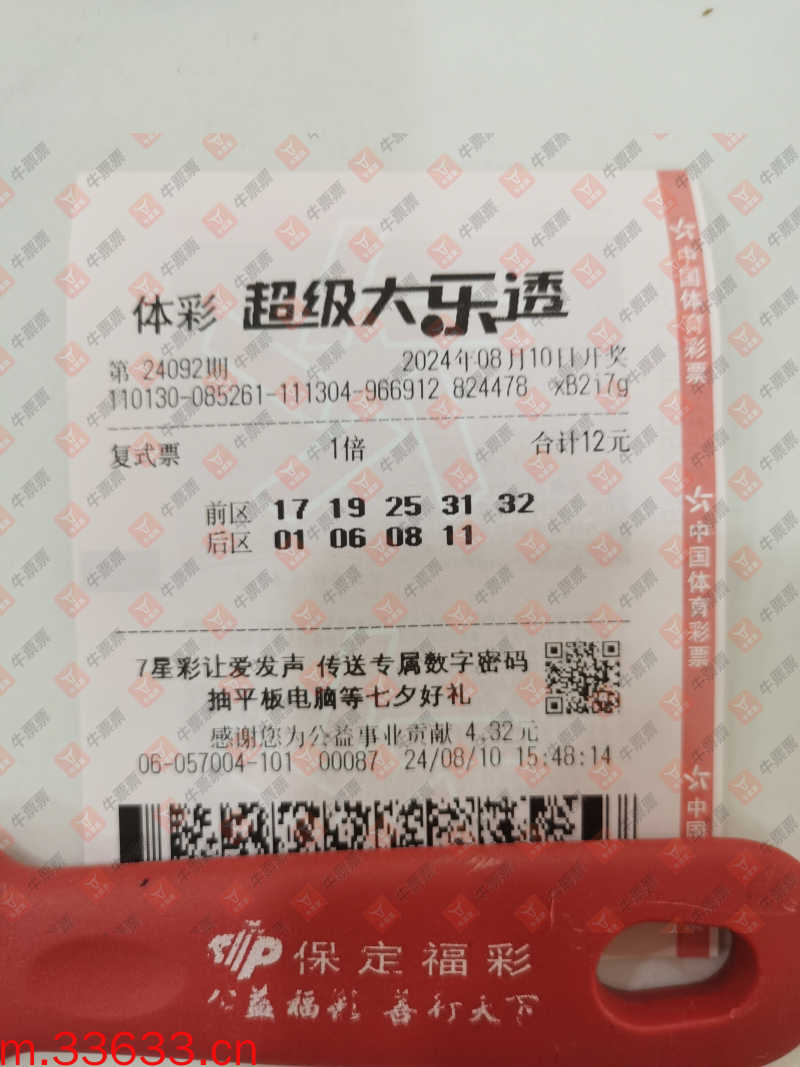 体彩 超级大乐透
第 24092期 2024年08月10日开奖
110130-085261-111304-966912 824478 xB2i7g
复式票 1倍 合计12元
前区 17 19 25 31 32
后区 01 06 08 11
7星彩让爱发声 传送专属数字密码
抽平板电脑等七夕好礼
感谢您为公益事业贡献 4.32元
06-057004-101 00087 24/08/10 15:48:14
中国体育彩票
中国体育彩票
中国
保定福彩
公益福彩 善行天下
m.33633.cn
牛票票